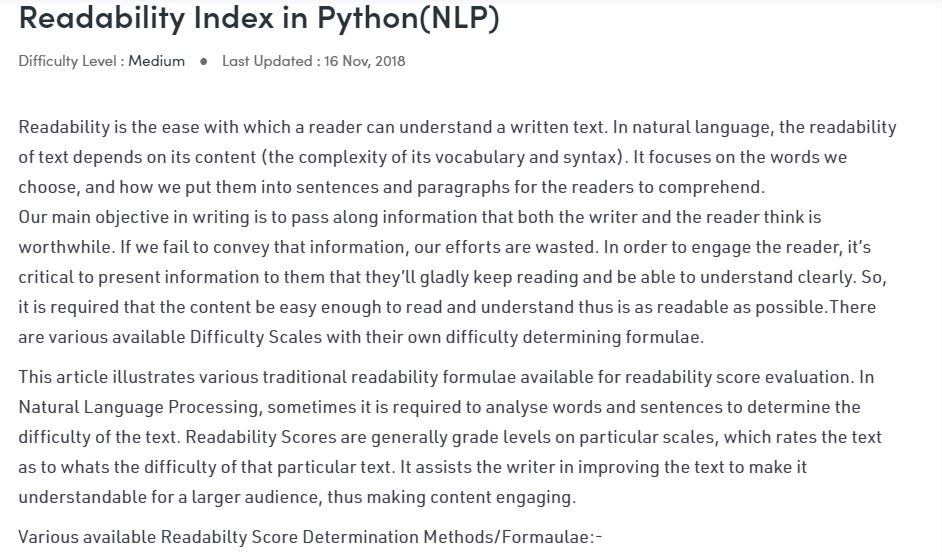 Readability Index in Python(NLP)
Difficulty Level : Medium ● Last Updated : 16 Nov, 2018
Readability is the ease with which a reader can understand a written text. In natural language, the readability
of text depends on its content (the complexity of its vocabulary and syntax). It focuses on the words we
choose, and how we put them into sentences and paragraphs for the readers to comprehend.
Our main objective in writing is to pass along information that both the writer and the reader think is
worthwhile. If we fail to convey that information, our efforts are wasted. In order to engage the reader, it’s
critical to present information to them that they’ll gladly keep reading and be able to understand clearly. So,
it is required that the content be easy enough to read and understand thus is as readable as possible.There
are various available Difficulty Scales with their own difficulty determining formulae.
This article illustrates various traditional readability formulae available for readability score evaluation. In
Natural Language Processing, sometimes it is required to analyse words and sentences to determine the
difficulty of the text. Readability Scores are generally grade levels on particular scales, which rates the text
as to whats the difficulty of that particular text. It assists the writer in improving the text to make it
understandable for a larger audience, thus making content engaging.
Various available Readabilty Score Determination Methods/Formaulae:-